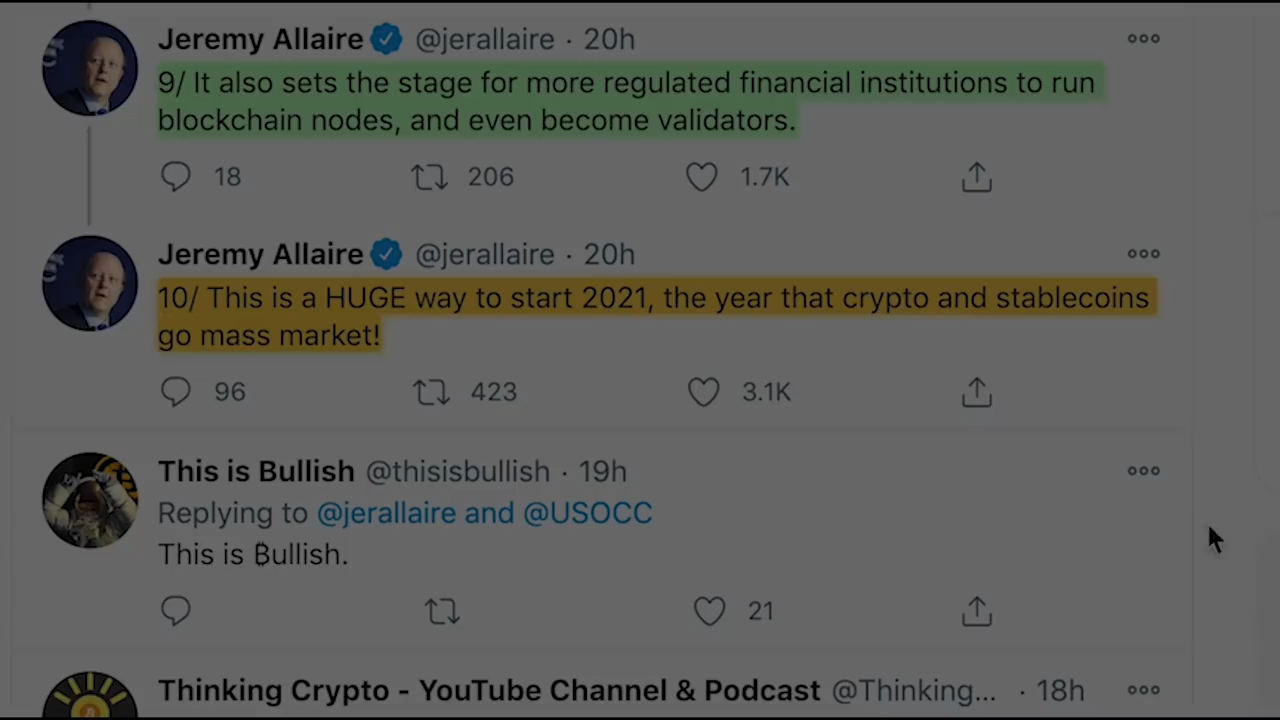 Jeremy Allaire @jerallaire · 20h
9/ It also sets the stage for more regulated financial institutions to run
blockchain nodes, and even become validators.
18 206 1.7K
Jeremy Allaire @jerallaire · 20h
10/ This is a HUGE way to start 2021, the year that crypto and stablecoins
go mass market!
96 423 3.1K
This is Bullish @thisisbullish · 19h
Replying to @jerallaire and @USOCC
This is ₿ullish.
21
Thinking Crypto - YouTube Channel & Podcast @Thinking... · 18h